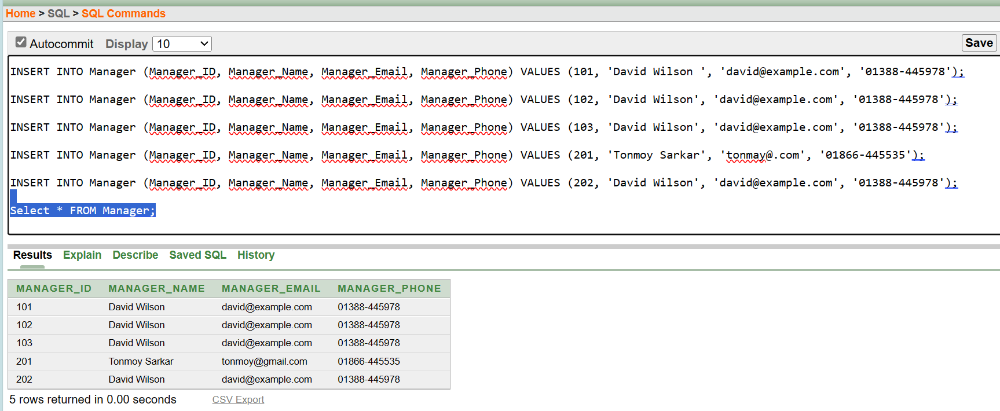 Home > SQL > SQL Commands
Autocommit Display 10 Save
INSERT INTO Manager (Manager_ID, Manager_Name, Manager_Email, Manager_Phone) VALUES (101, 'David Wilson ', 'david@example.com', '01388-445978');
INSERT INTO Manager (Manager_ID, Manager_Name, Manager_Email, Manager_Phone) VALUES (102, 'David Wilson', 'david@example.com', '01388-445978');
INSERT INTO Manager (Manager_ID, Manager_Name, Manager_Email, Manager_Phone) VALUES (103, 'David Wilson', 'david@example.com', '01388-445978');
INSERT INTO Manager (Manager_ID, Manager_Name, Manager_Email, Manager_Phone) VALUES (201, 'Tonmoy Sarkar', 'tonmay@.com', '01866-445535');
INSERT INTO Manager (Manager_ID, Manager_Name, Manager_Email, Manager_Phone) VALUES (202, 'David Wilson', 'david@example.com', '01388-445978');
Select * FROM Manager;
Results Explain Describe Saved SQL History
MANAGER_ID MANAGER_NAME MANAGER_EMAIL MANAGER_PHONE
101 David Wilson david@example.com 01388-445978
102 David Wilson david@example.com 01388-445978
103 David Wilson david@example.com 01388-445978
201 Tonmoy Sarkar tonmoy@gmail.com 01866-445535
202 David Wilson david@example.com 01388-445978
5 rows returned in 0.00 seconds CSV Export